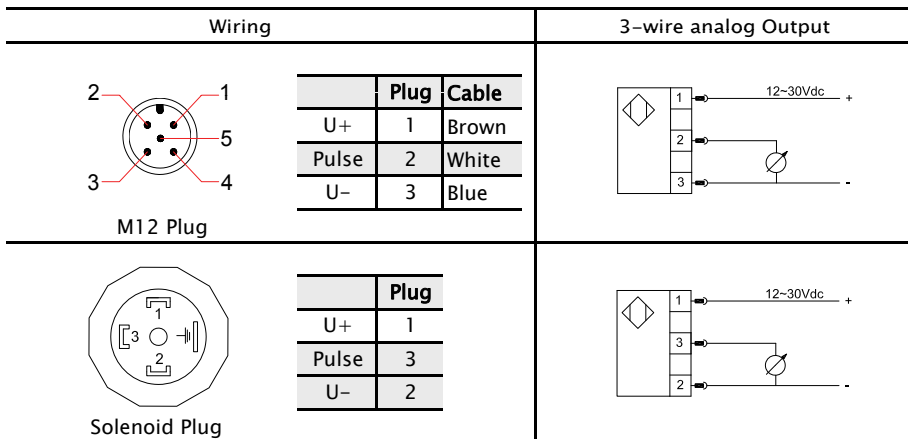 Wiring
3-wire analog Output
2
1
5
3
4
M12 Plug
Plug Cable
U+ 1 Brown
Pulse 2 White
U- 3 Blue
1
12~30Vdc +
2
3 -
1
3
2
Solenoid Plug
Plug
U+ 1
Pulse 3
U- 2
1
12~30Vdc +
3
2 -